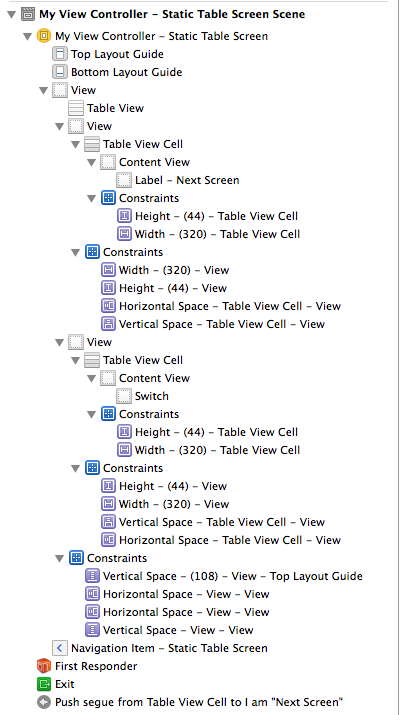 My View Controller – Static Table Screen Scene
My View Controller – Static Table Screen
Top Layout Guide
Bottom Layout Guide
View
Table View
View
Table View Cell
Content View
Label – Next Screen
Constraints
Height – (44) – Table View Cell
Width – (320) – Table View Cell
Constraints
Width – (320) – View
Height – (44) – View
Horizontal Space – Table View Cell – View
Vertical Space – Table View Cell – View
View
Table View Cell
Content View
Switch
Constraints
Height – (44) – Table View Cell
Width – (320) – Table View Cell
Constraints
Height – (44) – View
Width – (320) – View
Vertical Space – Table View Cell – View
Horizontal Space – Table View Cell – View
Constraints
Vertical Space – (108) – View – Top Layout Guide
Horizontal Space – View – View
Horizontal Space – View – View
Vertical Space – View – View
Navigation Item – Static Table Screen
First Responder
Exit
Push segue from Table View Cell to I am "Next Screen"